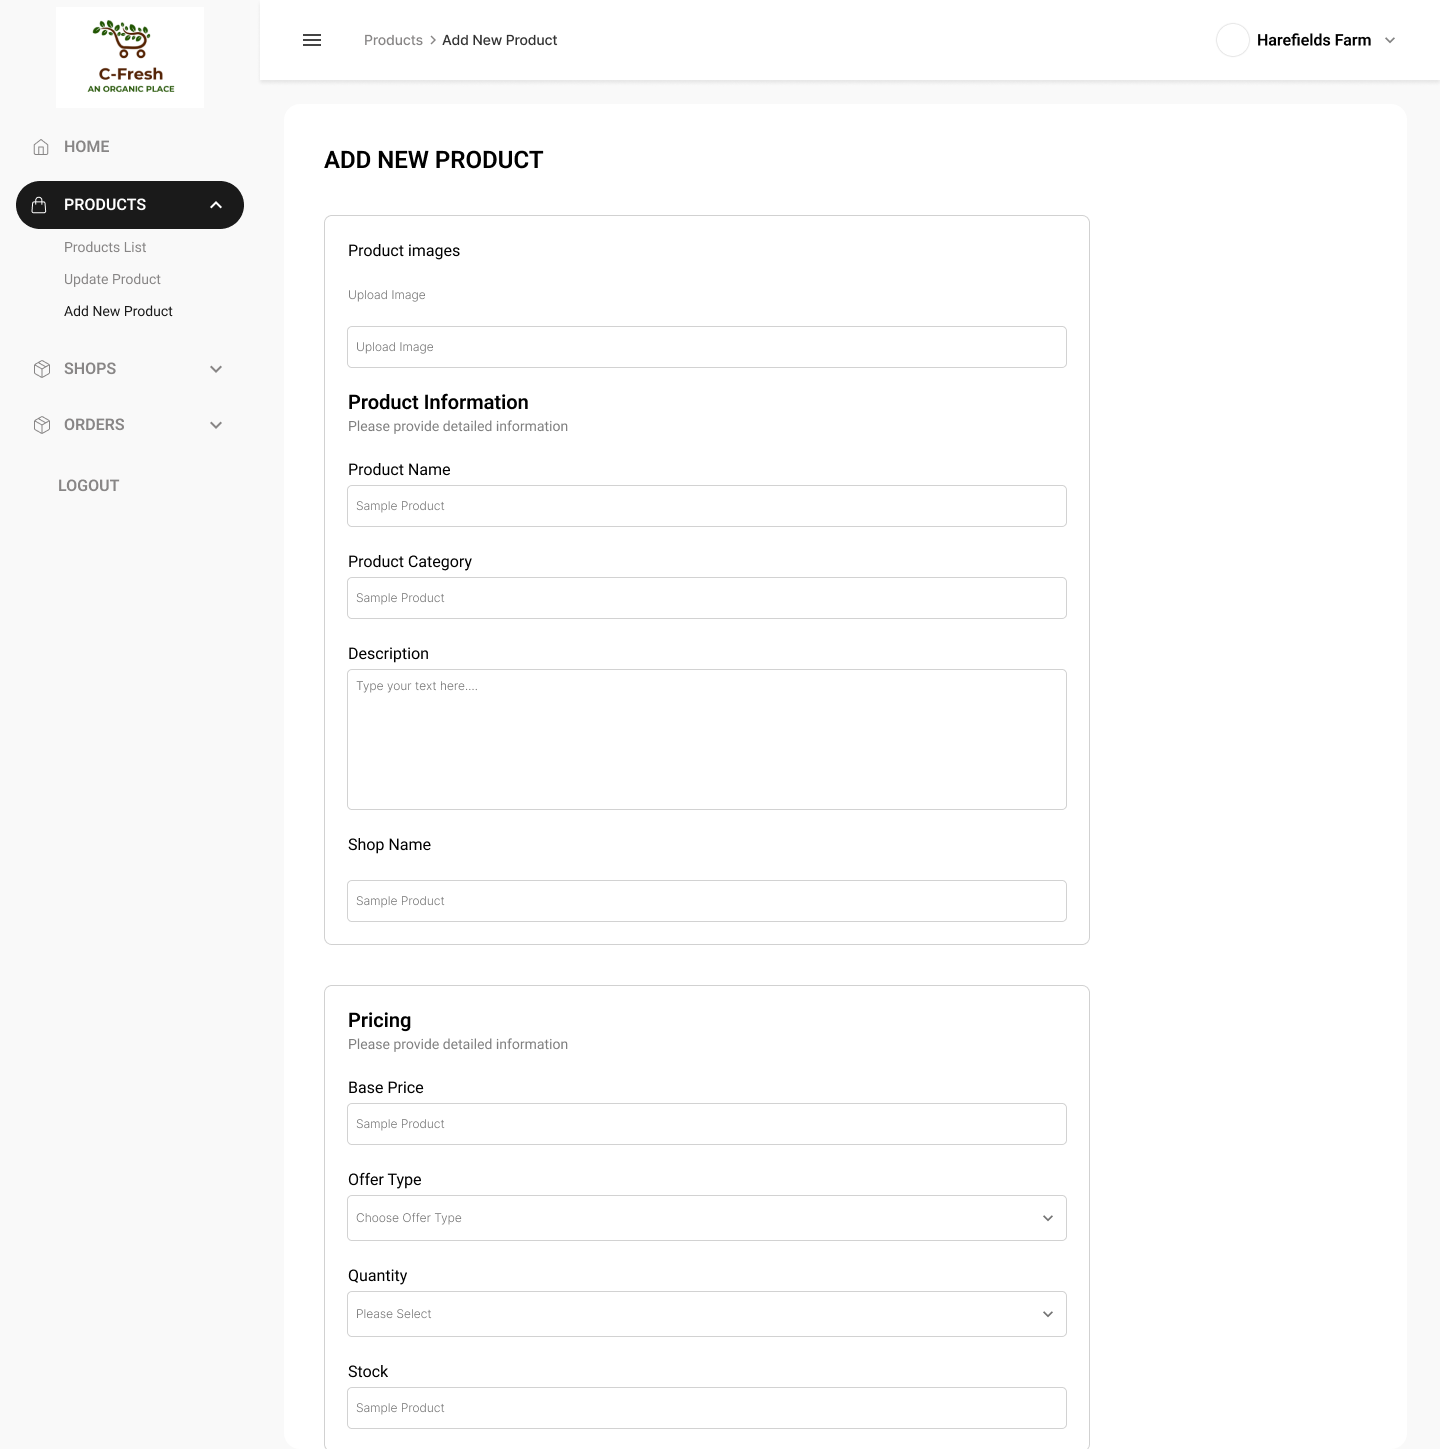 C-Fresh
AN ORGANIC PLACE
HOME
PRODUCTS
Products List
Update Product
Add New Product
SHOPS
ORDERS
LOGOUT
Products > Add New Product
Harefields Farm
ADD NEW PRODUCT
Product images
Upload Image
Upload Image
Product Information
Please provide detailed information
Product Name
Sample Product
Product Category
Sample Product
Description
Type your text here....
Shop Name
Sample Product
Pricing
Please provide detailed information
Base Price
Sample Product
Offer Type
Choose Offer Type
Quantity
Please Select
Stock
Sample Product